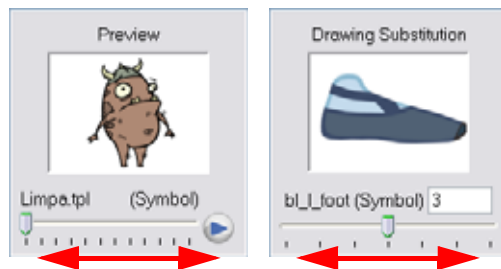 Preview
Limpa.tpl (Symbol)
Drawing Substitution
bl_l_foot (Symbol) 3